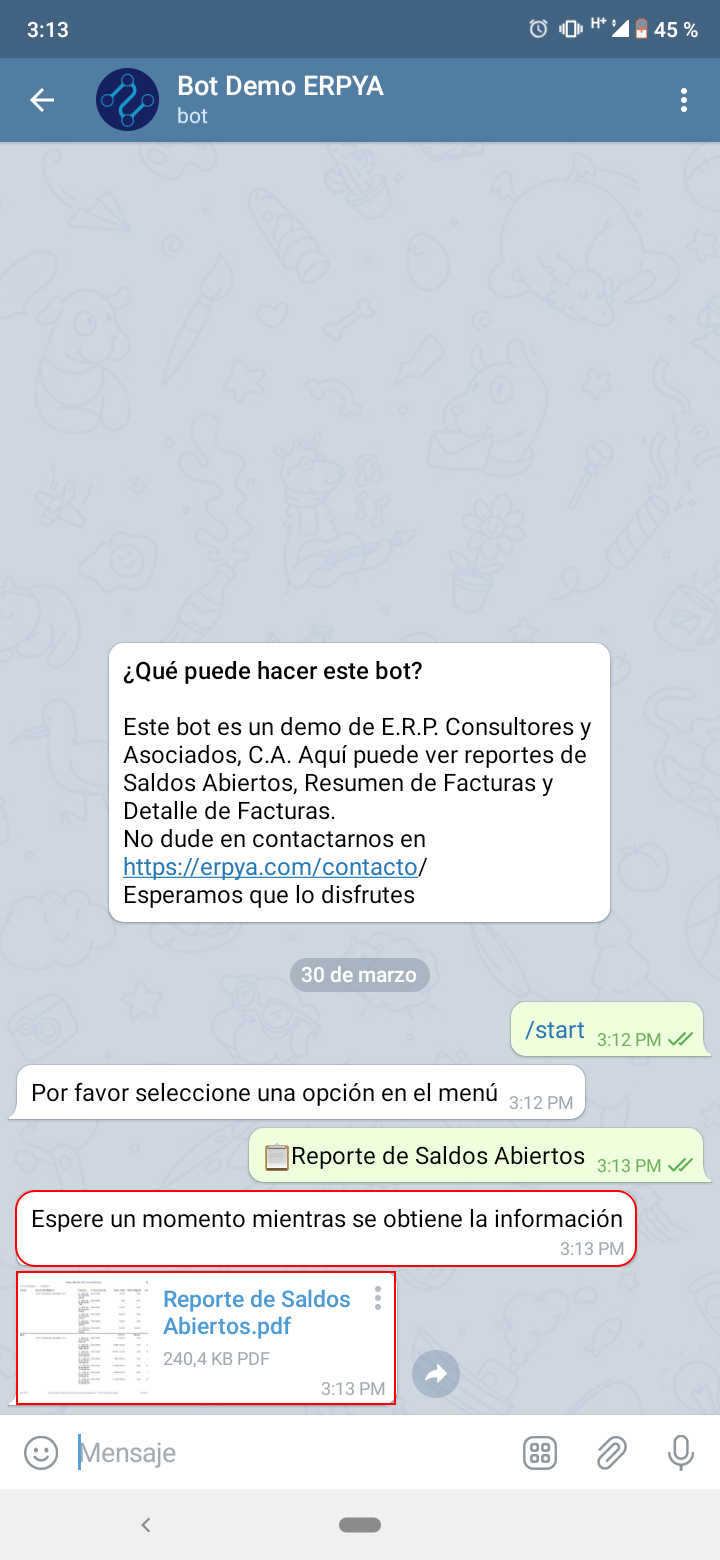 3:13
H+
45 %
Bot Demo ERPYA
bot
¿Qué puede hacer este bot?
Este bot es un demo de E.R.P. Consultores y
Asociados, C.A. Aquí puede ver reportes de
Saldos Abiertos, Resumen de Facturas y
Detalle de Facturas.
No dude en contactarnos en
https://erpya.com/contacto/
Esperamos que lo disfrutes
30 de marzo
/start 3:12 PM
Por favor seleccione una opción en el menú 3:12 PM
📋Reporte de Saldos Abiertos 3:13 PM
Espere un momento mientras se obtiene la información
3:13 PM
Reporte de Saldos
Abiertos.pdf
240,4 KB PDF
3:13 PM
Mensaje